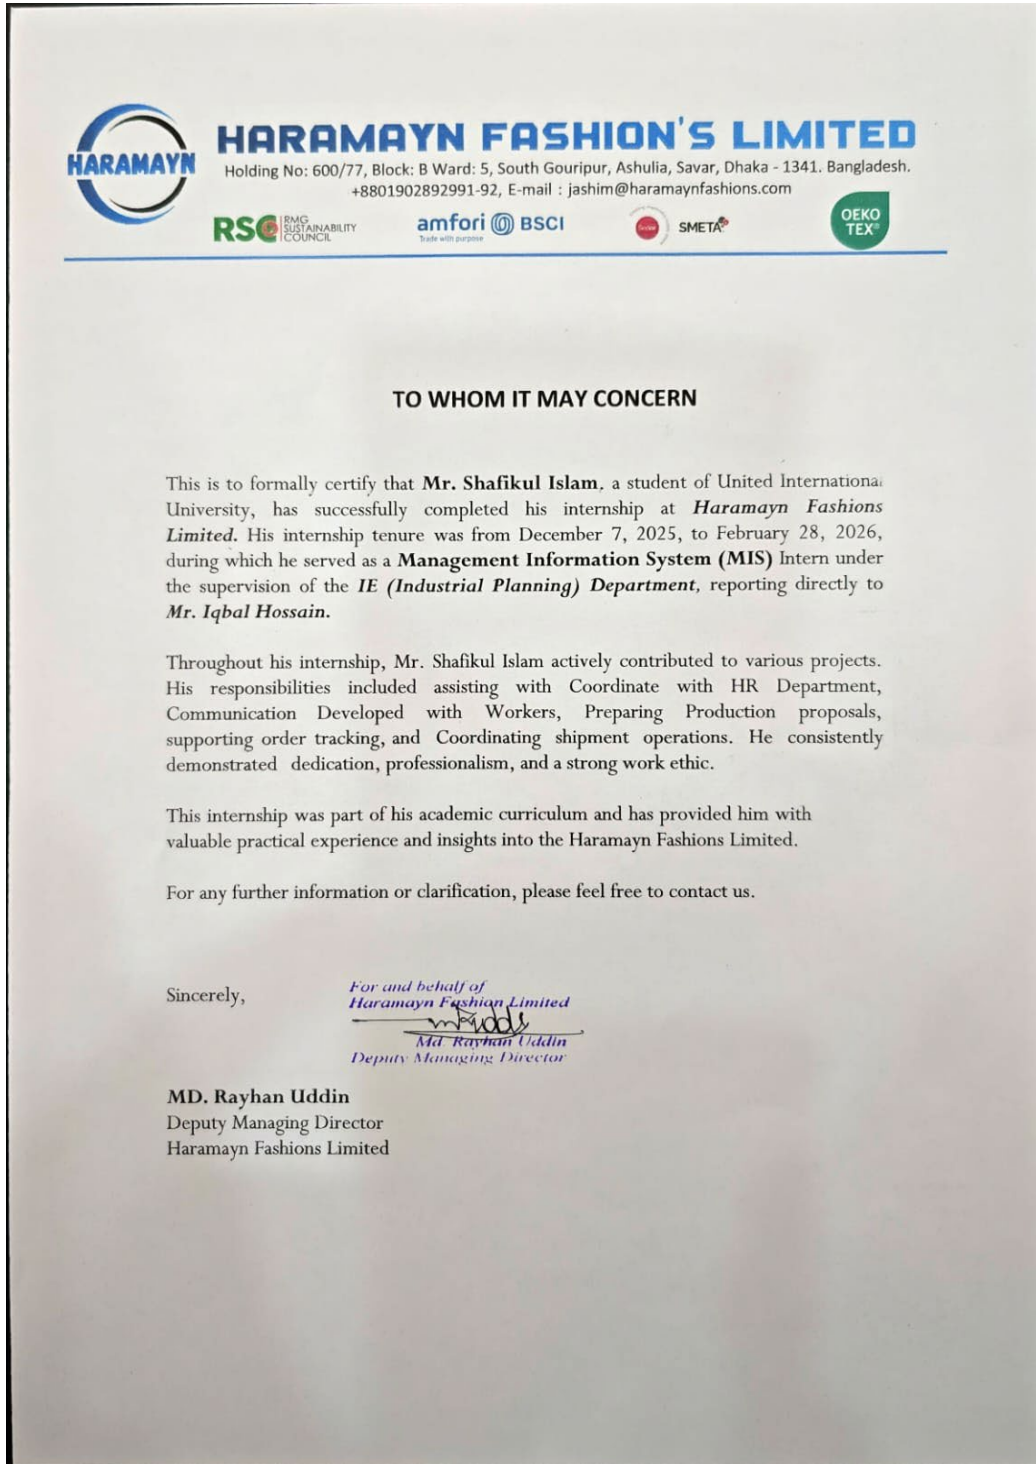 HARAMAYN
HARAMAYN FASHION'S LIMITED
Holding No: 600/77, Block: B Ward: 5, South Gouripur, Ashulia, Savar, Dhaka - 1341. Bangladesh.
+8801902892991-92, E-mail : jashim@haramaynfashions.com
RSC RMG SUSTAINABILITY COUNCIL
amfori BSCI
Trade with purpose
SMETA
OEKO
TEX®
TO WHOM IT MAY CONCERN
This is to formally certify that Mr. Shafikul Islam, a student of United International
University, has successfully completed his internship at Haramayn Fashions
Limited. His internship tenure was from December 7, 2025, to February 28, 2026,
during which he served as a Management Information System (MIS) Intern under
the supervision of the IE (Industrial Planning) Department, reporting directly to
Mr. Iqbal Hossain.
Throughout his internship, Mr. Shafikul Islam actively contributed to various projects.
His responsibilities included assisting with Coordinate with HR Department,
Communication Developed with Workers, Preparing Production proposals,
supporting order tracking, and Coordinating shipment operations. He consistently
demonstrated dedication, professionalism, and a strong work ethic.
This internship was part of his academic curriculum and has provided him with
valuable practical experience and insights into the Haramayn Fashions Limited.
For any further information or clarification, please feel free to contact us.
Sincerely,
For and behalf of
Haramayn Fashion Limited
Md. Rayhan Uddin
Deputy Managing Director
MD. Rayhan Uddin
Deputy Managing Director
Haramayn Fashions Limited